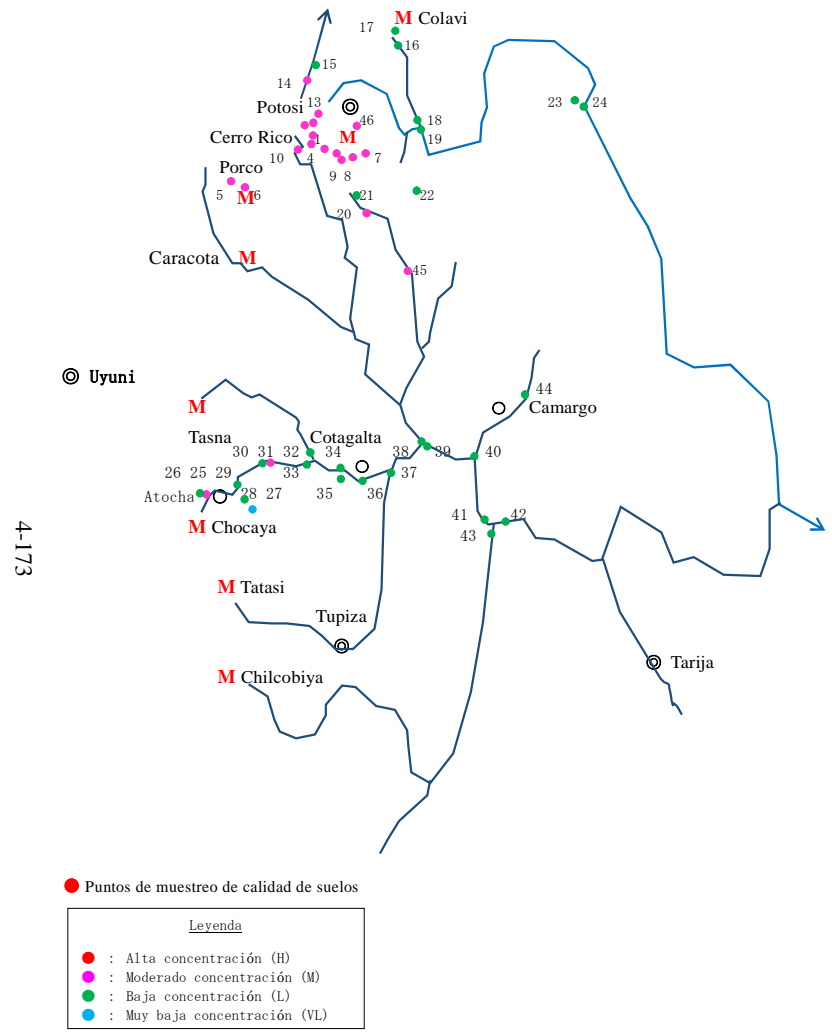 17 M Colavi
16
15
14
13
Potosi
46
18
23 24
Cerro Rico 1 M 19
10 4 7
9 8
Porco
5 6
M
21 22
20
Caracota M
45
Uyuni
M
44
Camargo
Tasna Cotagalta
30 31 32 34 38 39 40
26 25 29 33 37
28 27 35 36
Atocha
M Chocaya
41 42
43
4-173
M Tatasi
Tupiza
Tarija
M Chilcobiya
Puntos de muestreo de calidad de suelos
Leyenda
: Alta concentración (H)
: Moderado concentración (M)
: Baja concentración (L)
: Muy baja concentración (VL)